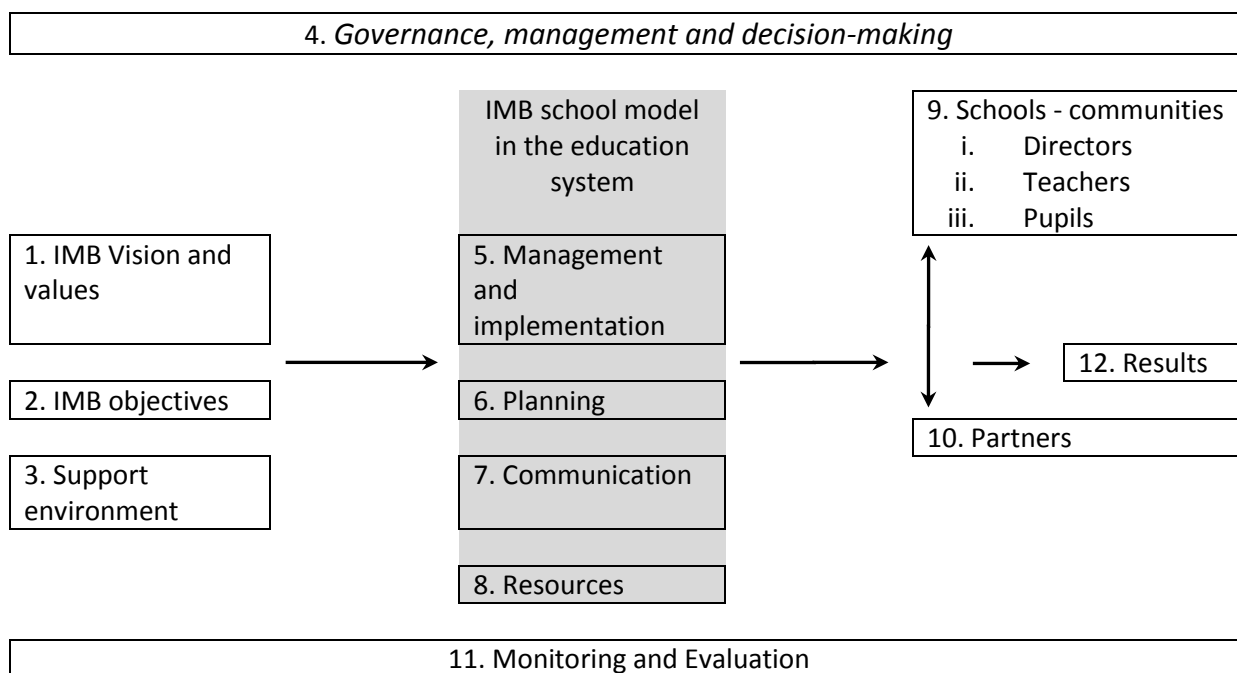 4. Governance, management and decision-making
IMB school model
in the education
system
9. Schools - communities
i. Directors
ii. Teachers
iii. Pupils
1. IMB Vision and
values
5. Management
and
implementation
12. Results
2. IMB objectives
6. Planning
10. Partners
3. Support
environment
7. Communication
8. Resources
11. Monitoring and Evaluation